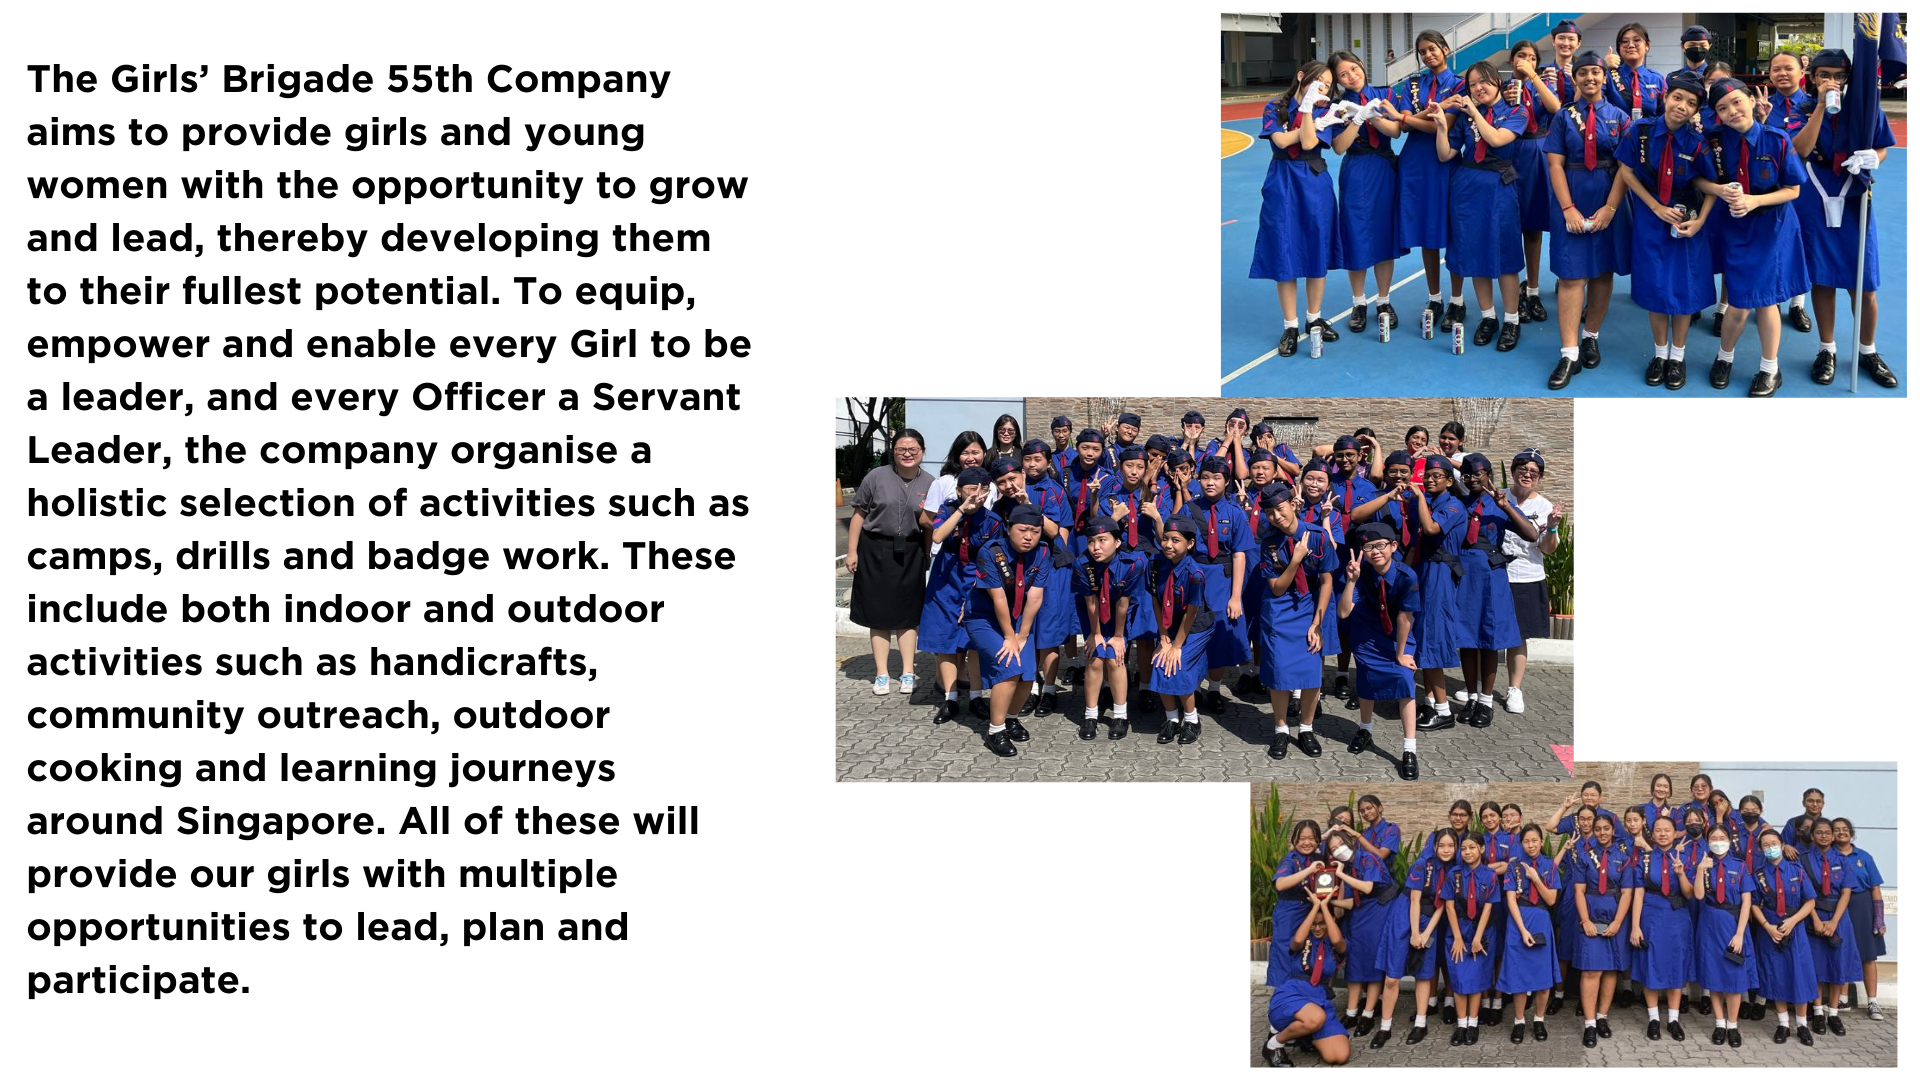 The Girls’ Brigade 55th Company
aims to provide girls and young
women with the opportunity to grow
and lead, thereby developing them
to their fullest potential. To equip,
empower and enable every Girl to be
a leader, and every Officer a Servant
Leader, the company organise a
holistic selection of activities such as
camps, drills and badge work. These
include both indoor and outdoor
activities such as handicrafts,
community outreach, outdoor
cooking and learning journeys
around Singapore. All of these will
provide our girls with multiple
opportunities to lead, plan and
participate.